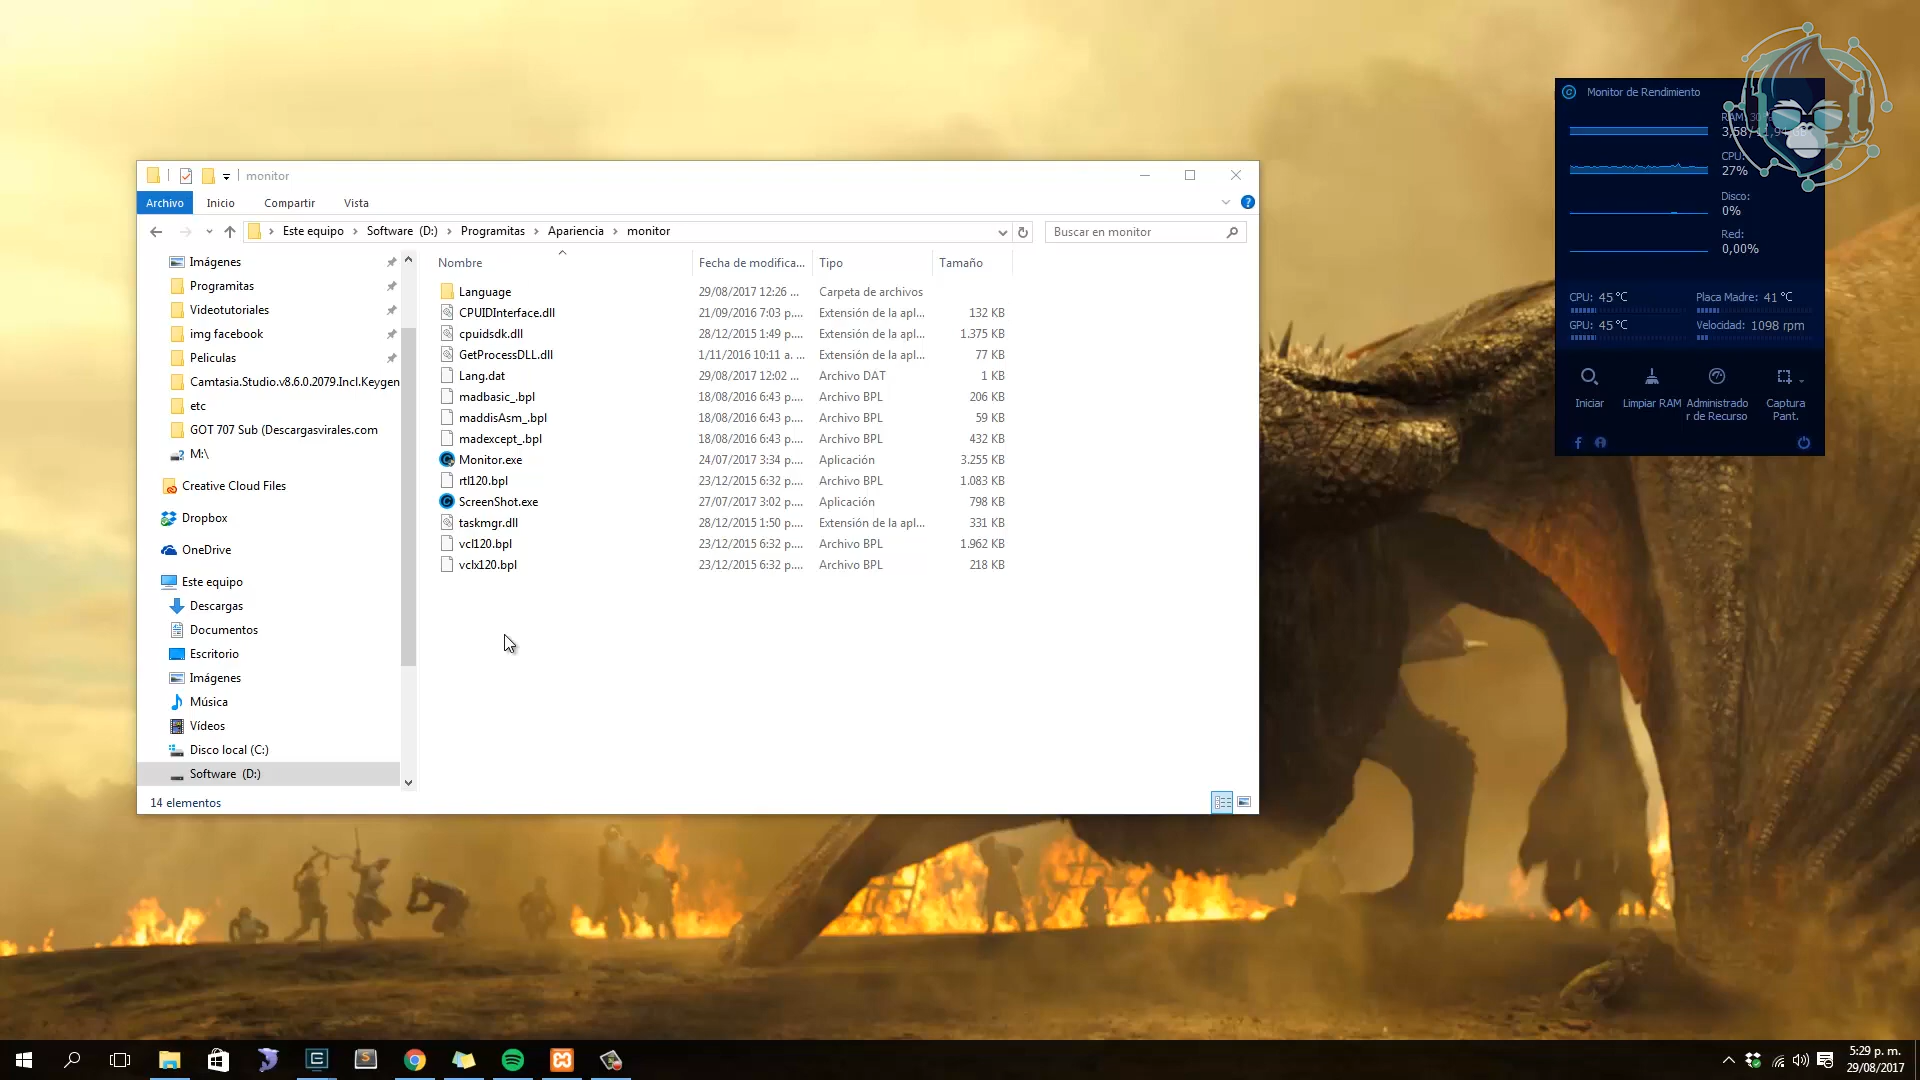 monitor
Archivo Inicio Compartir Vista
Este equipo Software (D:) Programitas Apariencia monitor
Buscar en monitor
Imágenes
Programitas
Videotutoriales
img facebook
Peliculas
Camtasia.Studio.v8.6.0.2079.Incl.Keygen
etc
GOT 707 Sub (Descargasvirales.com
M:\
Creative Cloud Files
Dropbox
OneDrive
Este equipo
Descargas
Documentos
Escritorio
Imágenes
Música
Vídeos
Disco local (C:)
Software (D:)
Nombre Fecha de modifica... Tipo Tamaño
Language 29/08/2017 12:26 ... Carpeta de archivos
CPUIDInterface.dll 21/09/2016 7:03 p.... Extensión de la apl... 132 KB
cpuidsdk.dll 28/12/2015 1:49 p.... Extensión de la apl... 1.375 KB
GetProcessDLL.dll 1/11/2016 10:11 a. ... Extensión de la apl... 77 KB
Lang.dat 29/08/2017 12:02 ... Archivo DAT 1 KB
madbasic_.bpl 18/08/2016 6:43 p.... Archivo BPL 206 KB
maddisAsm_.bpl 18/08/2016 6:43 p.... Archivo BPL 59 KB
madexcept_.bpl 18/08/2016 6:43 p.... Archivo BPL 432 KB
Monitor.exe 24/07/2017 3:34 p.... Aplicación 3.255 KB
rtl120.bpl 23/12/2015 6:32 p.... Archivo BPL 1.083 KB
ScreenShot.exe 27/07/2017 3:02 p.... Aplicación 798 KB
taskmgr.dll 28/12/2015 1:50 p.... Extensión de la apl... 331 KB
vcl120.bpl 23/12/2015 6:32 p.... Archivo BPL 1.962 KB
vclx120.bpl 23/12/2015 6:32 p.... Archivo BPL 218 KB
14 elementos
Monitor de Rendimiento
RAM:
3,58
CPU:
27%
Disco:
0%
Red:
0,00%
CPU: 45 °C Placa Madre: 41 °C
GPU: 45 °C Velocidad: 1098 rpm
Iniciar Limpiar RAM Administrado Captura
r de Recurso Pant.
5:29 p. m.
29/08/2017